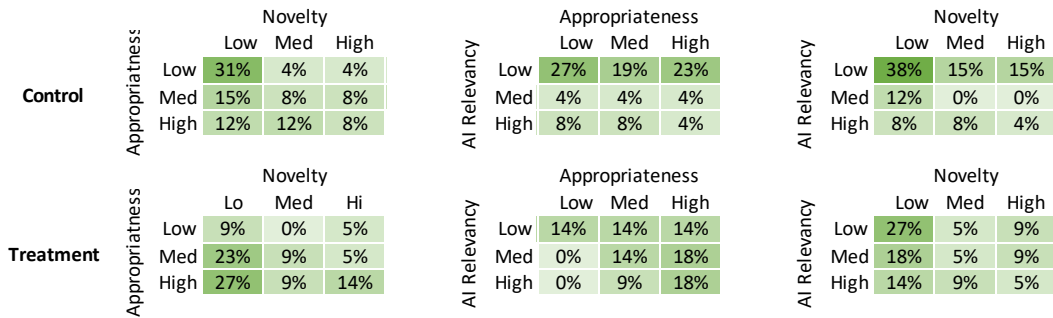 Novelty Appropriateness Novelty
Low Med High Low Med High Low Med High
Appropriatness AI Relevancy AI Relevancy
Control
Low 31% 4% 4% Low 27% 19% 23% Low 38% 15% 15%
Med 15% 8% 8% Med 4% 4% 4% Med 12% 0% 0%
High 12% 12% 8% High 8% 8% 4% High 8% 8% 4%
Novelty Appropriateness Novelty
Lo Med Hi Low Med High Low Med High
Appropriatness AI Relevancy AI Relevancy
Treatment
Low 9% 0% 5% Low 14% 14% 14% Low 27% 5% 9%
Med 23% 9% 5% Med 0% 14% 18% Med 18% 5% 9%
High 27% 9% 14% High 0% 9% 18% High 14% 9% 5%